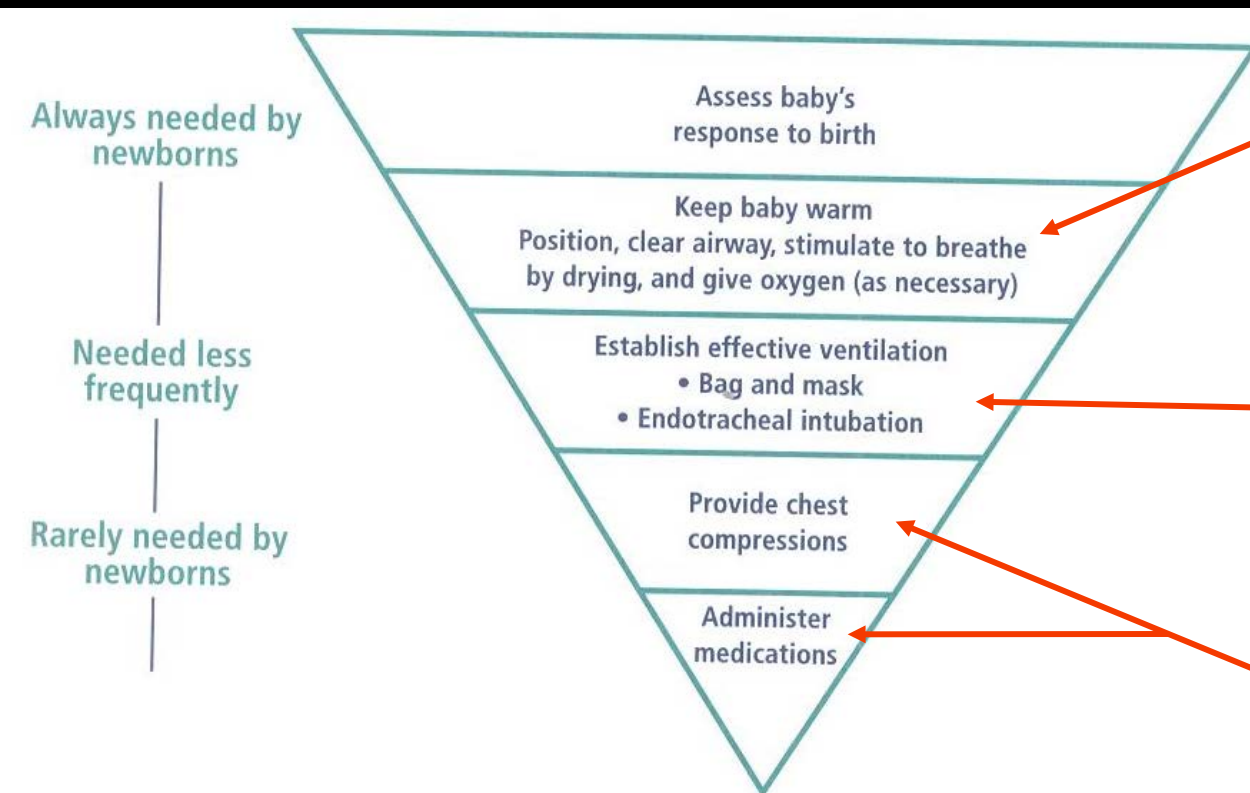 Always needed by
newborns
Needed less
frequently
Rarely needed by
newborns
Assess baby's
response to birth
Keep baby warm
Position, clear airway, stimulate to breathe
by drying, and give oxygen (as necessary)
Establish effective ventilation
• Bag and mask
• Endotracheal intubation
Provide chest
compressions
Administer
medications